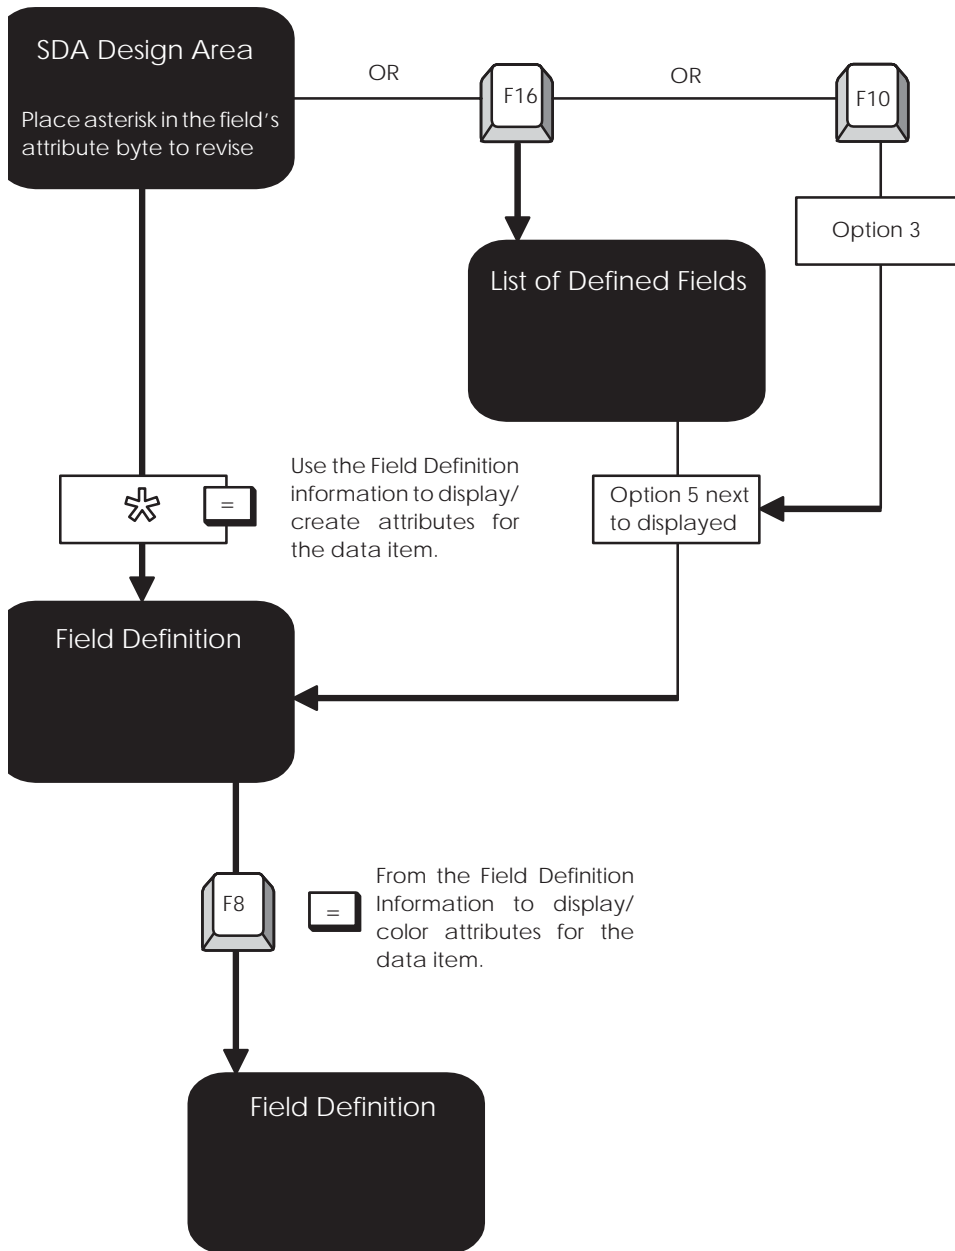 SDA Design Area
Place asterisk in the field's
attribute byte to revise
OR
F16
OR
F10
Option 3
List of Defined Fields
Use the Field Definition
information to display/
create attributes for
the data item.
*
=
Option 5 next
to displayed
Field Definition
F8
=
From the Field Definition
Information to display/
color attributes for the
data item.
Field Definition